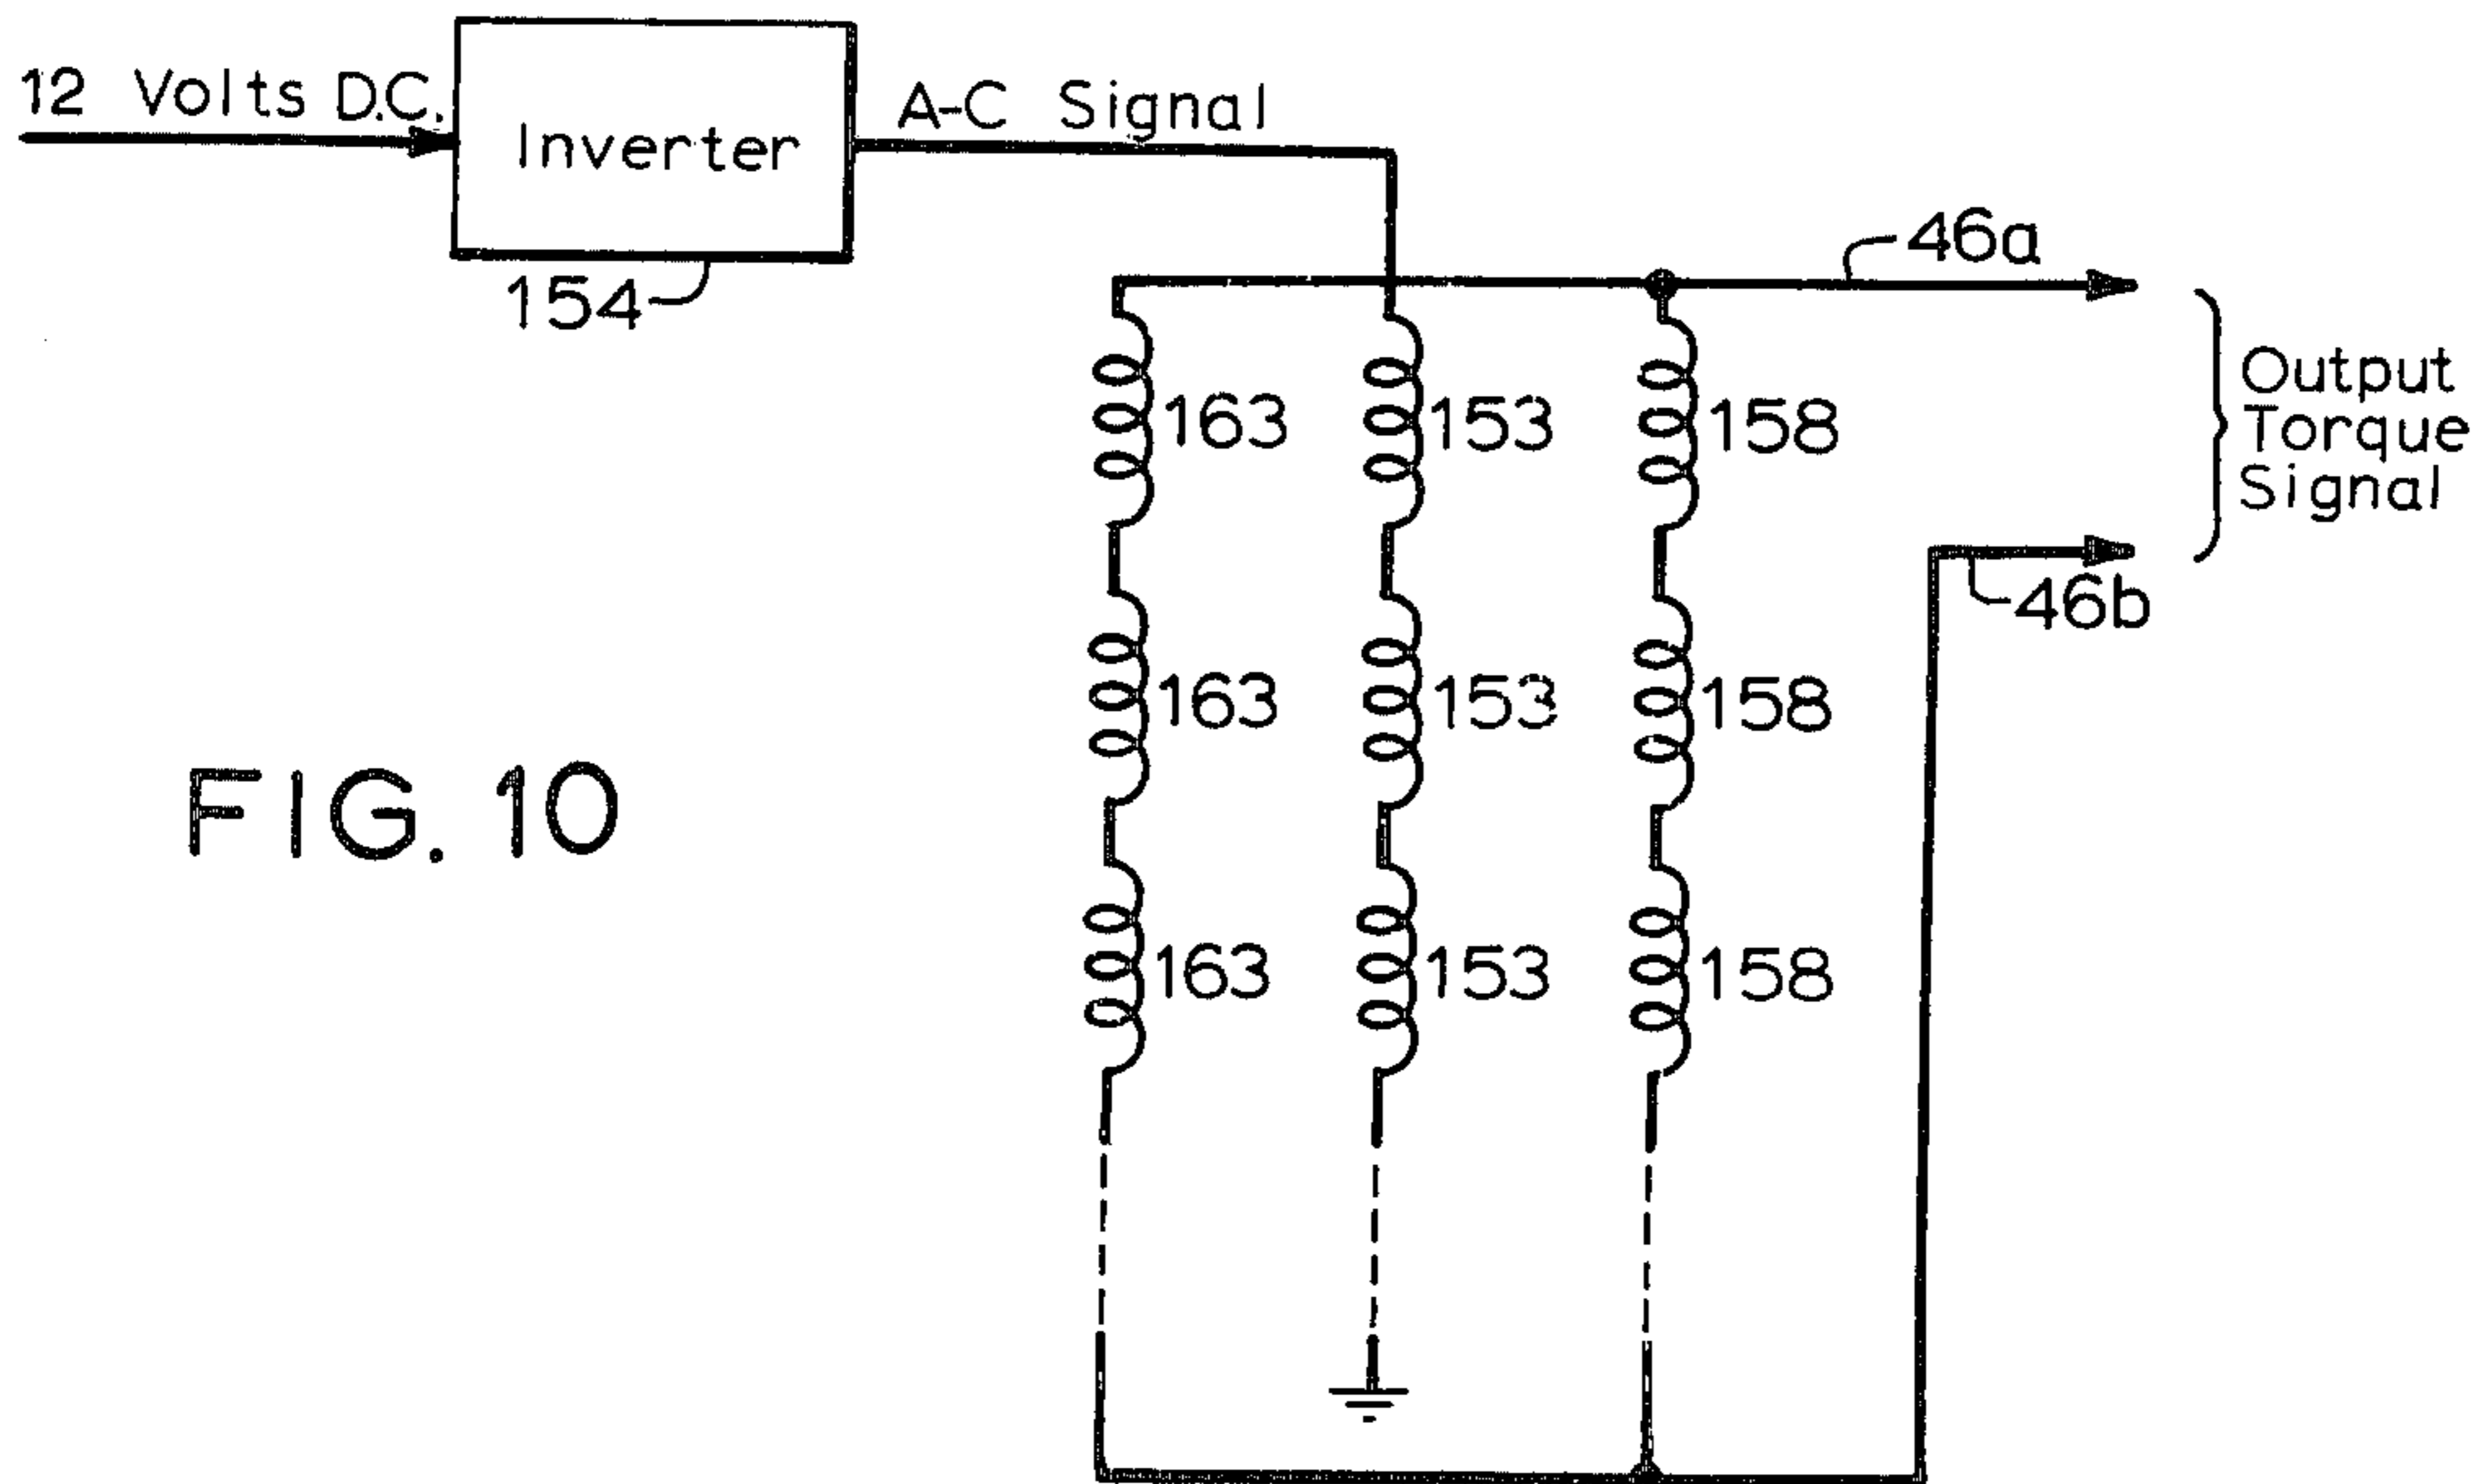 12 Volts D.C.
Inverter
A-C Signal
154
46a
Output
Torque
Signal
46b
163 153 158
163 153 158
FIG. 10
163 153 158